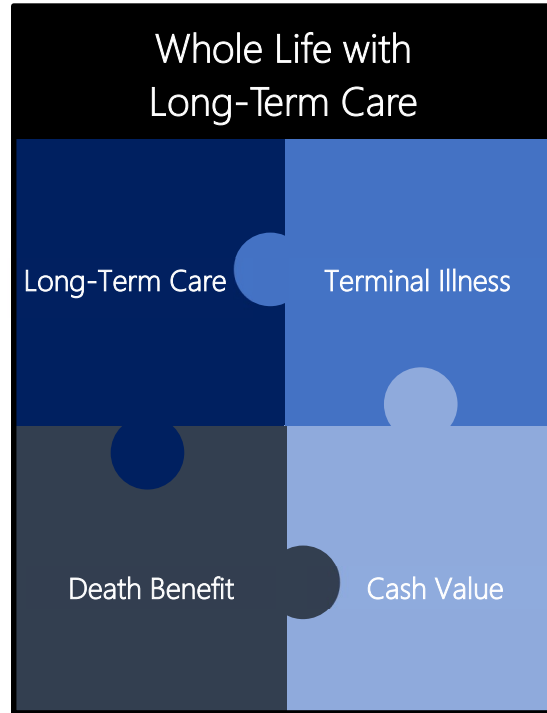 Whole Life with
Long-Term Care
Long-Term Care
Terminal Illness
Death Benefit
Cash Value